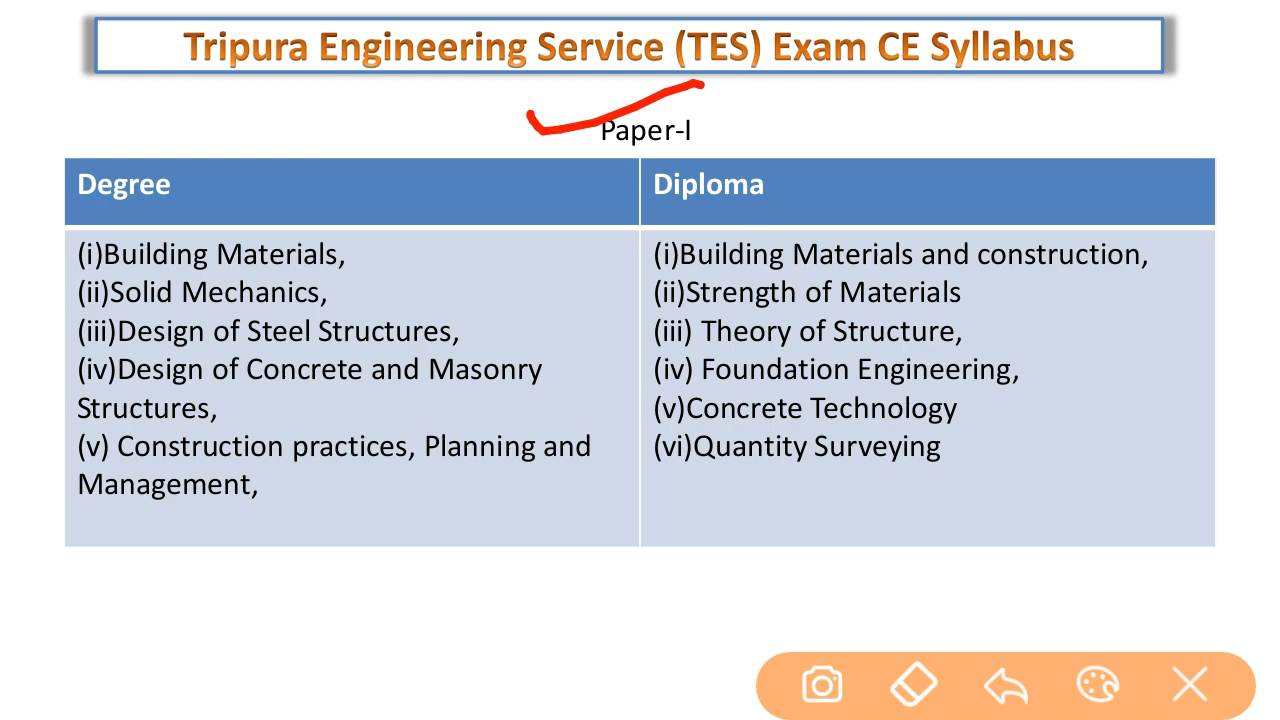 Tripura Engineering Service (TES) Exam CE Syllabus
Paper-I
Degree
(i)Building Materials,
(ii)Solid Mechanics,
(iii)Design of Steel Structures,
(iv)Design of Concrete and Masonry
Structures,
(v) Construction practices, Planning and
Management,
Diploma
(i)Building Materials and construction,
(ii)Strength of Materials
(iii) Theory of Structure,
(iv) Foundation Engineering,
(v)Concrete Technology
(vi)Quantity Surveying